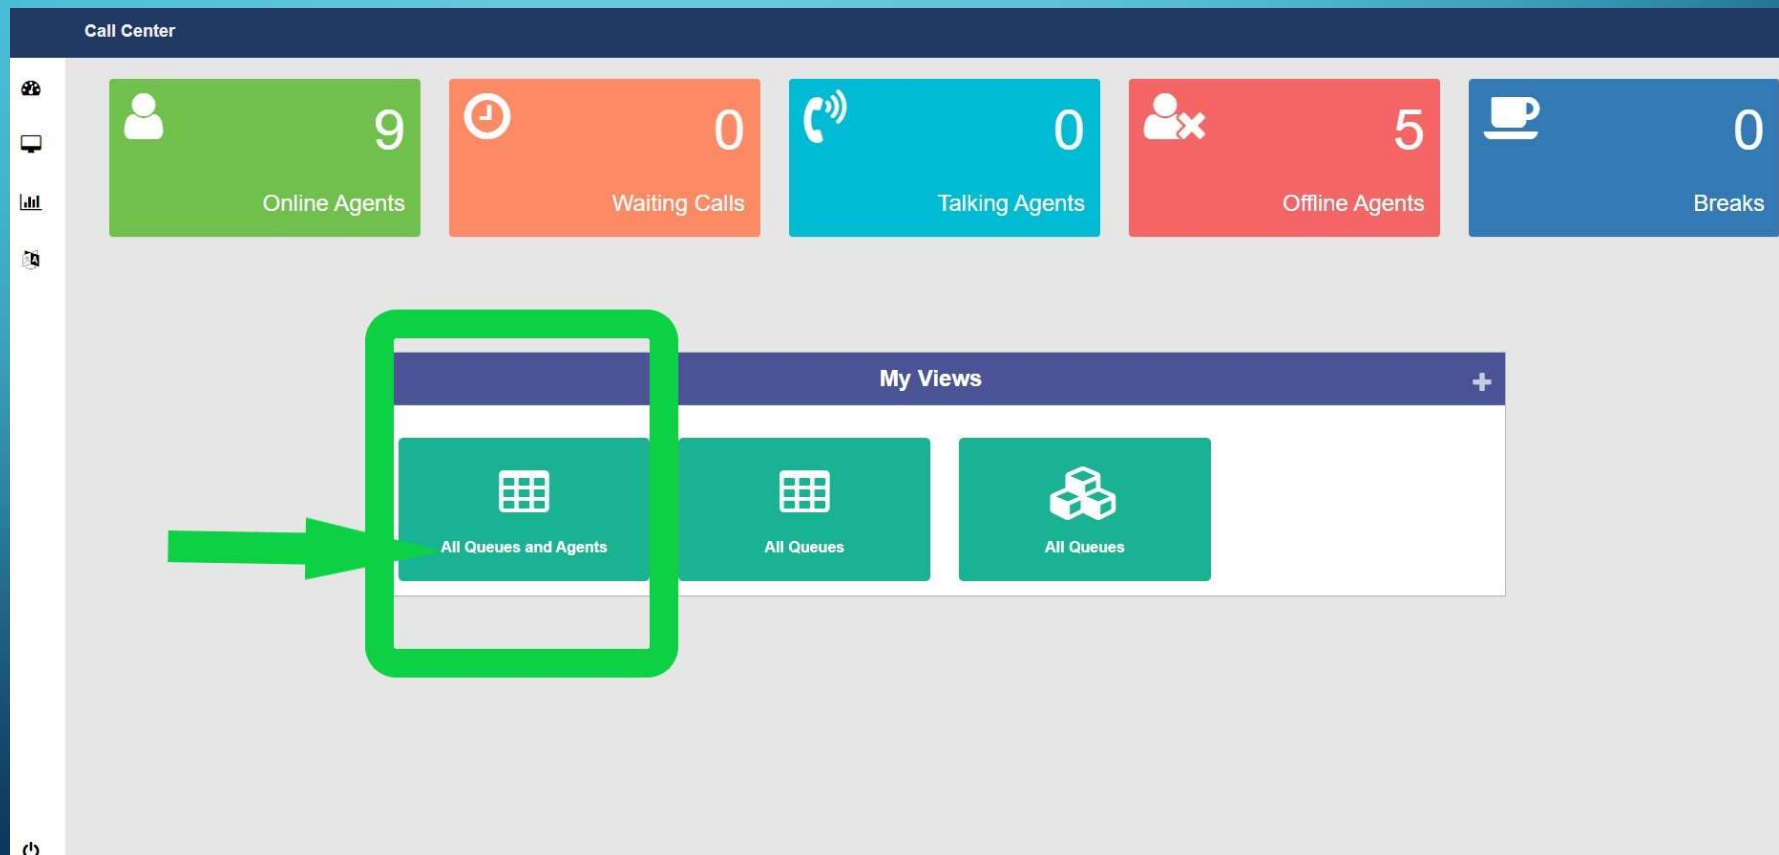 Call Center
9
Online Agents
0
Waiting Calls
0
Talking Agents
5
Offline Agents
0
Breaks
My Views
All Queues and Agents
All Queues
All Queues